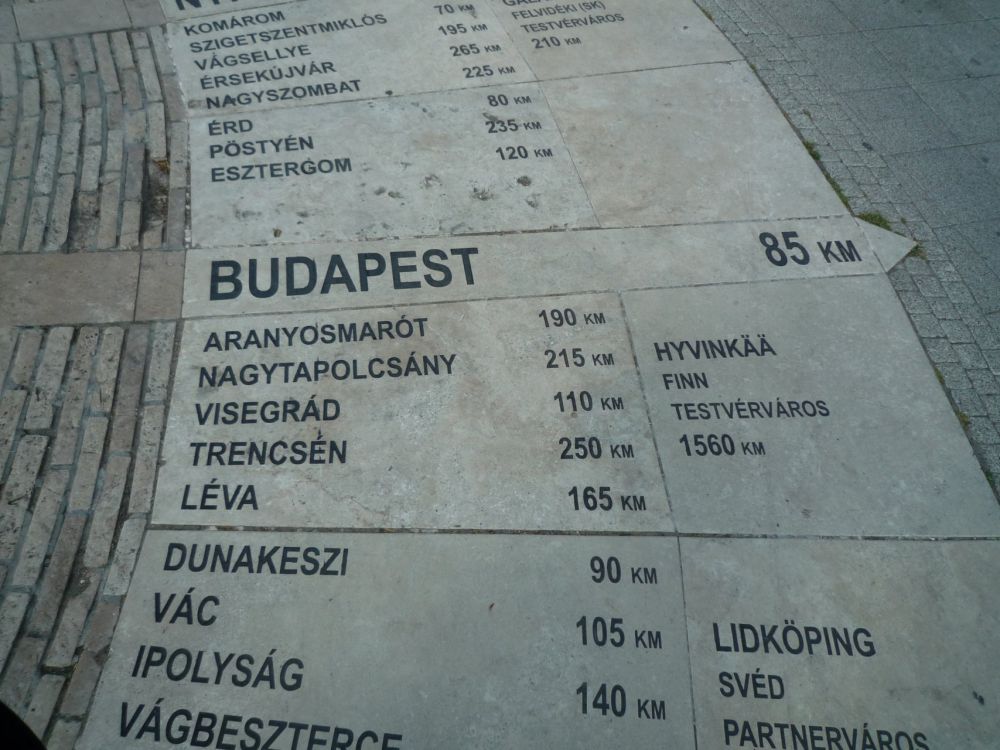 KOMÁROM
SZIGETSZENTMIKLÓS 70 KM
VÁGSELLYE 195 KM
ÉRSEKÚJVÁR 265 KM
NAGYSZOMBAT 225 KM
FELVIDÉKI (SK)
TESTVÉRVÁROS
210 KM
ÉRD 80 KM
PÖSTYÉN 235 KM
ESZTERGOM 120 KM
BUDAPEST 85 KM
ARANYOSMARÓT 190 KM
NAGYTAPOLCSÁNY 215 KM
VISEGRÁD 110 KM
TRENCSÉN 250 KM
LÉVA 165 KM
HYVINKÄÄ
FINN
TESTVÉRVÁROS
1560 KM
DUNAKESZI 90 KM
VÁC 105 KM
IPOLYSÁG 140 KM
VÁGBESZTERCE
LIDKÖPING
SVÉD
PARTNERVÁROS